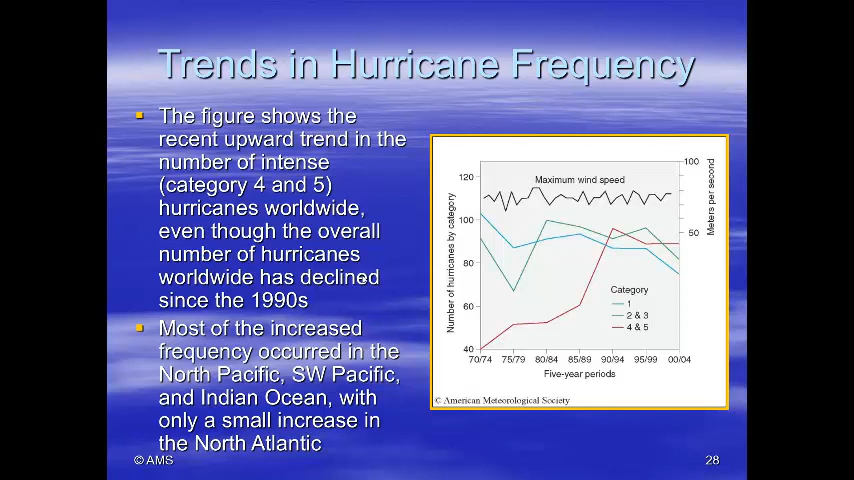 Trends in Hurricane Frequency
The figure shows the
recent upward trend in the
number of intense
(category 4 and 5)
hurricanes worldwide,
even though the overall
number of hurricanes
worldwide has declined
since the 1990s
Most of the increased
frequency occurred in the
North Pacific, SW Pacific,
and Indian Ocean, with
only a small increase in
the North Atlantic
Maximum wind speed
Number of hurricanes by category
120
100
80
60
40
100
50
Meters per second
Category
1
2 & 3
4 & 5
70/74 75/79 80/84 85/89 90/94 95/99 00/04
Five-year periods
© American Meteorological Society
© AMS
28